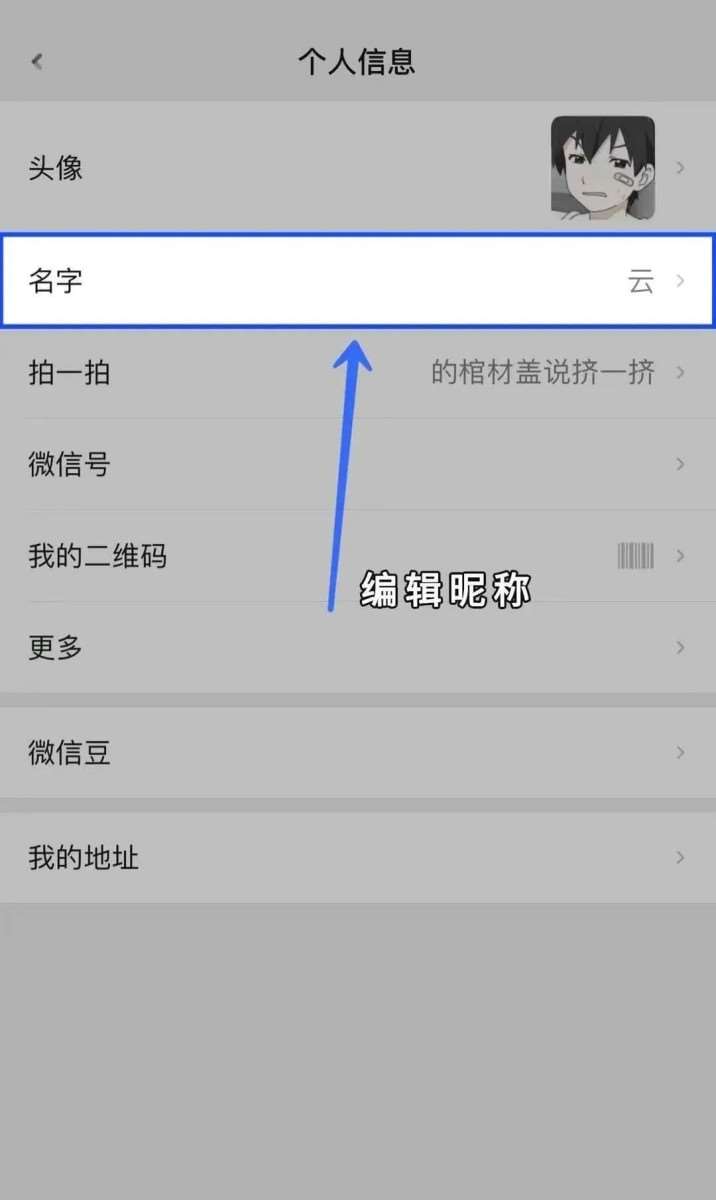 个人信息
头像
名字 云
拍一拍 的棺材盖说挤一挤
微信号
我的二维码
编辑昵称
更多
微信豆
我的地址